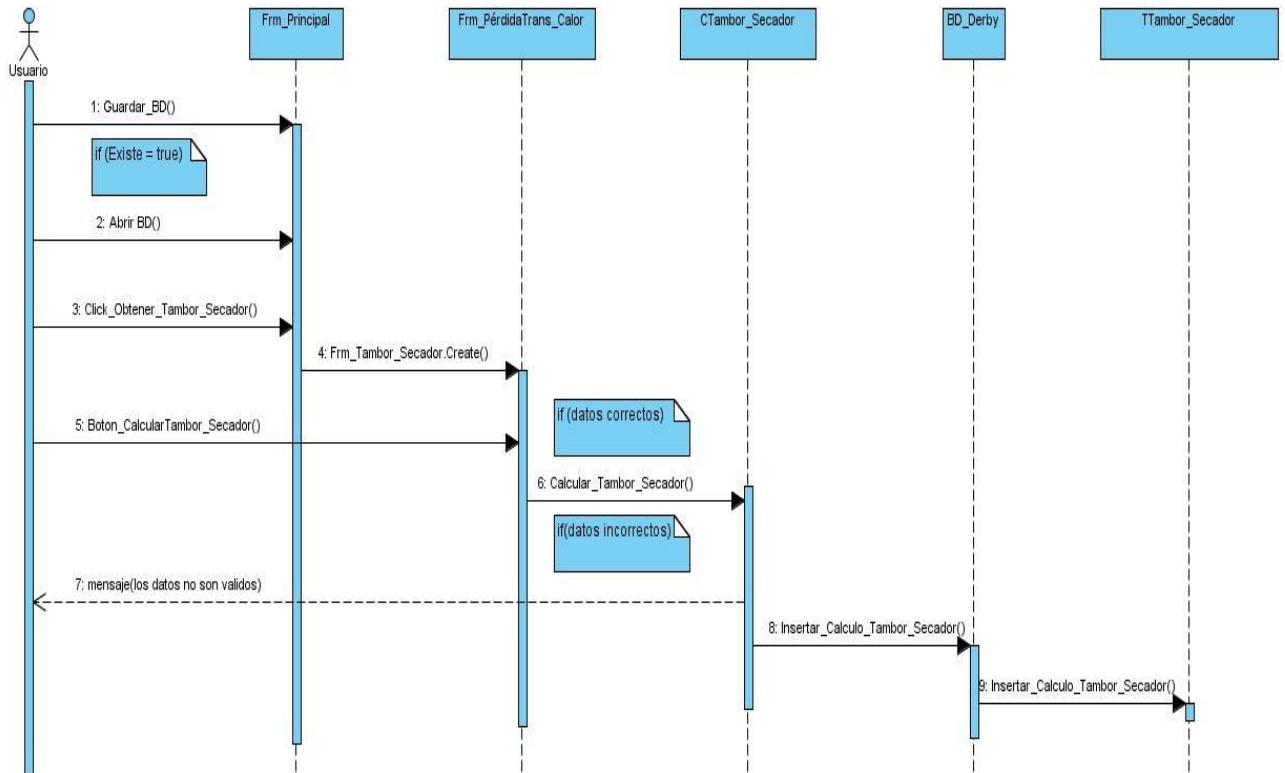 Frm_Principal
Frm_PérdidaTrans_Calor
CTambor_Secador
BD_Derby
TTambor_Secador
Usuario
1: Guardar_BD()
if (Existe = true)
2: Abrir BD()
3: Click_Obtener_Tambor_Secador()
4: Frm_Tambor_Secador.Create()
if (datos correctos)
5: Boton_CalcularTambor_Secador()
6: Calcular_Tambor_Secador()
if(datos incorrectos)
7: mensaje(los datos no son validos)
8: Insertar_Calculo_Tambor_Secador()
9: Insertar_Calculo_Tambor_Secador()